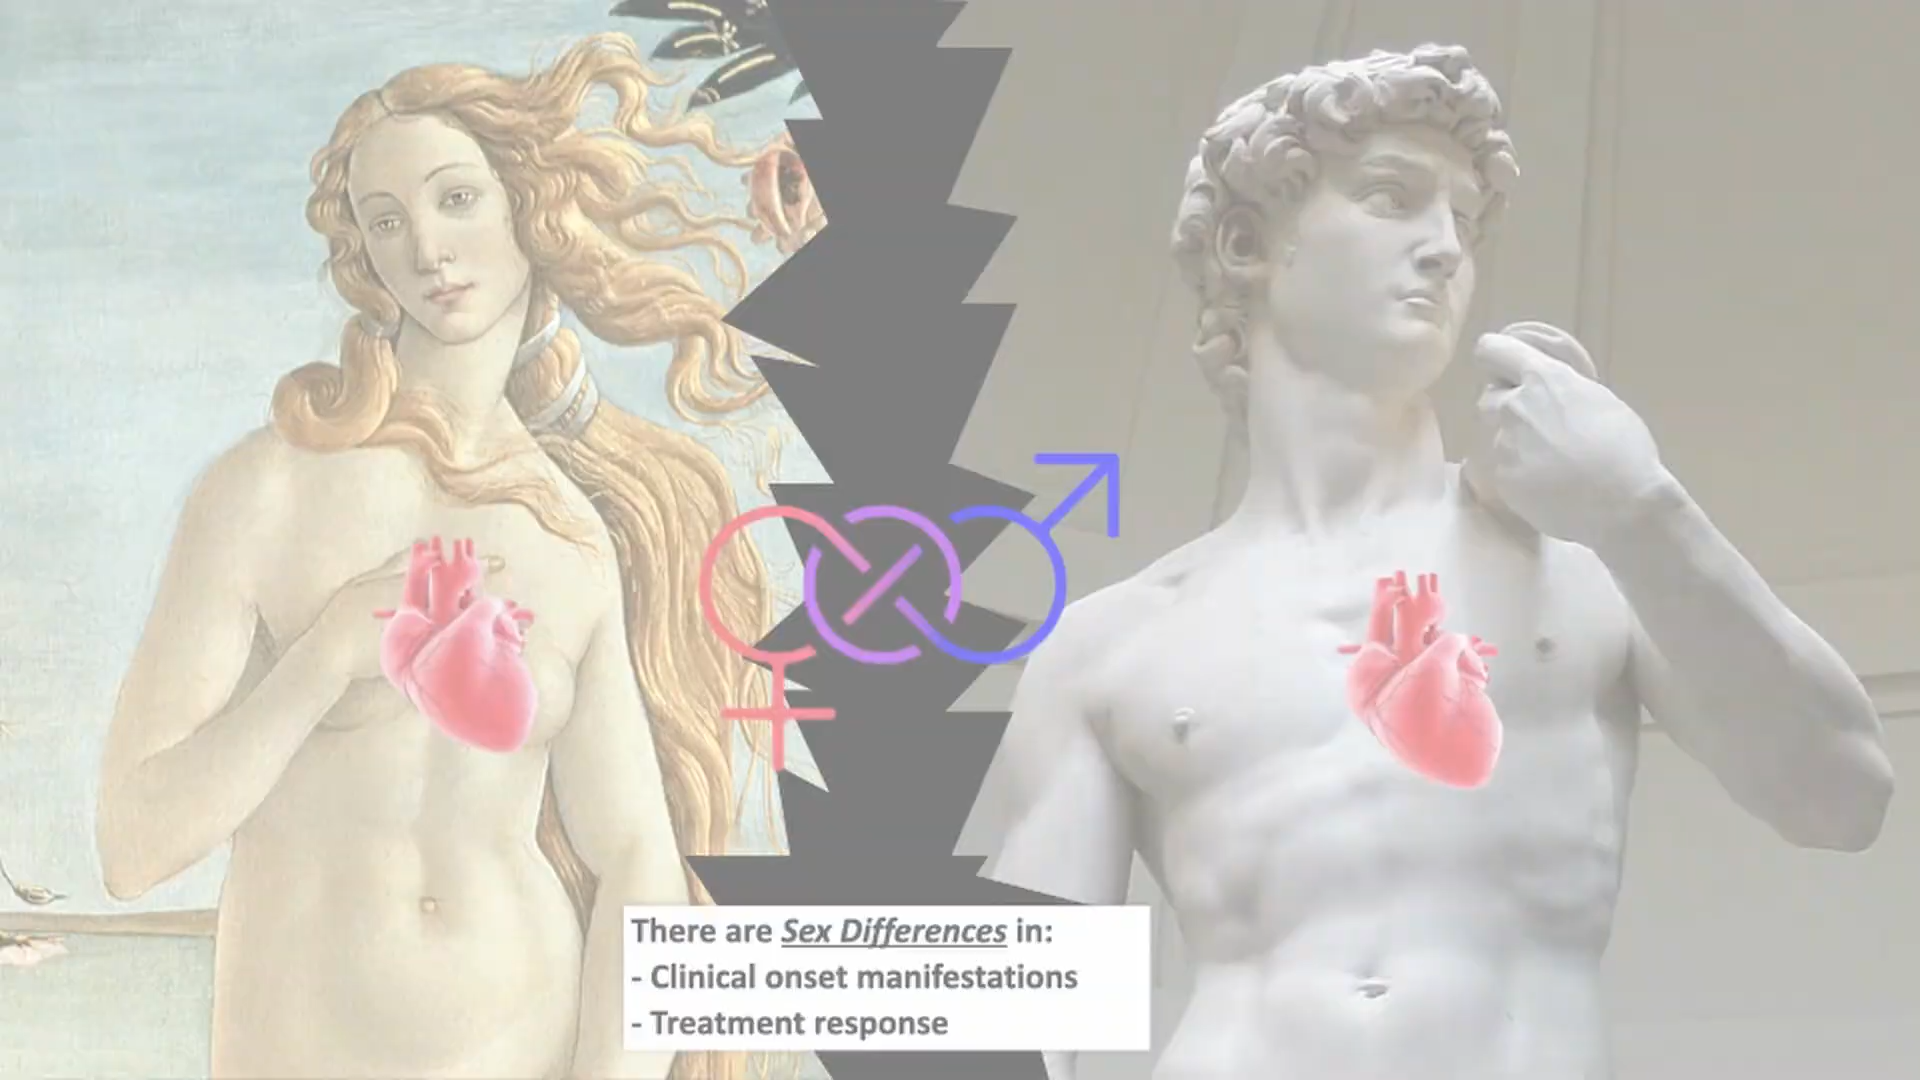 There are Sex Differences in:
- Clinical onset manifestations
- Treatment response